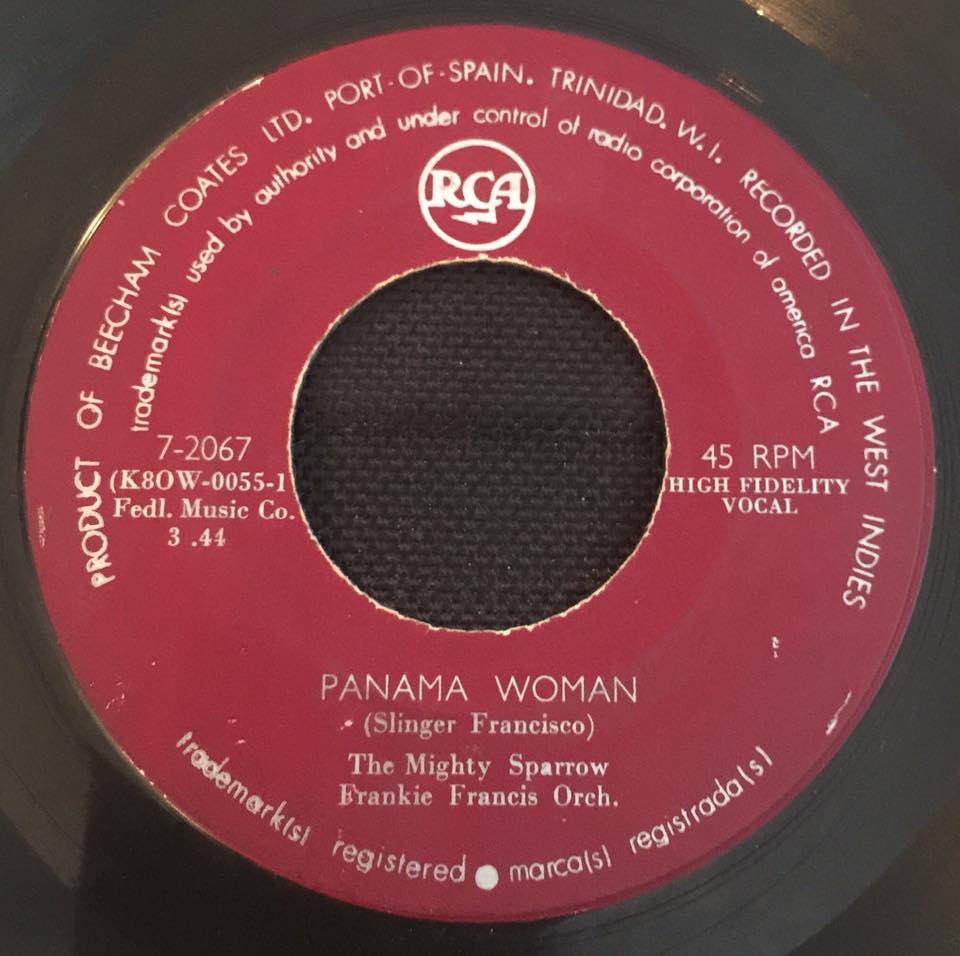 PRODUCT OF BEECHAM COATES LTD. PORT-OF-SPAIN. TRINIDAD. W.I. RECORDED IN THE WEST INDIES
trademark(s) used by authority and under control of radio corporation of america RCA
RCA
7-2067
(K8OW-0055-1
Fedl. Music Co.
3 .44
45 RPM
HIGH FIDELITY
VOCAL
PANAMA WOMAN
(Slinger Francisco)
The Mighty Sparrow
Frankie Francis Orch.
trademark(s) registered ● marca(s) registrada(s)